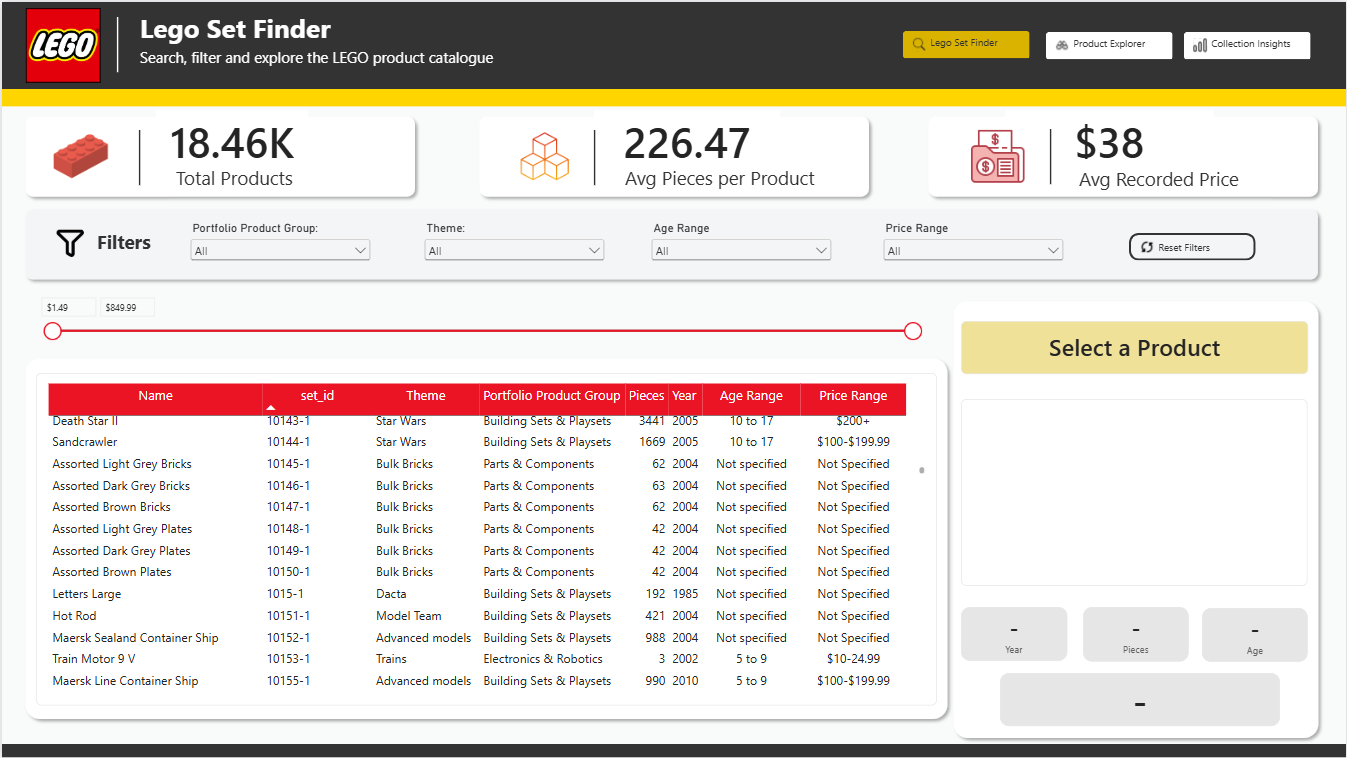 LEGO
Lego Set Finder
Search, filter and explore the LEGO product catalogue
Lego Set Finder
Product Explorer
Collection Insights
18.46K
Total Products
226.47
Avg Pieces per Product
$38
Avg Recorded Price
Filters
Portfolio Product Group:
All
Theme:
All
Age Range
All
Price Range
All
Reset Filters
$1.49 $849.99
Select a Product
Name set_id Theme Portfolio Product Group Pieces Year Age Range Price Range
Death Star II 10143-1 Star Wars Building Sets & Playsets 3441 2005 10 to 17 $200+
Sandcrawler 10144-1 Star Wars Building Sets & Playsets 1669 2005 10 to 17 $100-$199.99
Assorted Light Grey Bricks 10145-1 Bulk Bricks Parts & Components 62 2004 Not specified Not Specified
Assorted Dark Grey Bricks 10146-1 Bulk Bricks Parts & Components 63 2004 Not specified Not Specified
Assorted Brown Bricks 10147-1 Bulk Bricks Parts & Components 62 2004 Not specified Not Specified
Assorted Light Grey Plates 10148-1 Bulk Bricks Parts & Components 42 2004 Not specified Not Specified
Assorted Dark Grey Plates 10149-1 Bulk Bricks Parts & Components 42 2004 Not specified Not Specified
Assorted Brown Plates 10150-1 Bulk Bricks Parts & Components 42 2004 Not specified Not Specified
Letters Large 1015-1 Dacta Building Sets & Playsets 192 1985 Not specified Not Specified
Hot Rod 10151-1 Model Team Building Sets & Playsets 421 2004 Not specified Not Specified
Maersk Sealand Container Ship 10152-1 Advanced models Building Sets & Playsets 988 2004 Not specified Not Specified
Train Motor 9 V 10153-1 Trains Electronics & Robotics 3 2002 5 to 9 $10-24.99
Maersk Line Container Ship 10155-1 Advanced models Building Sets & Playsets 990 2010 5 to 9 $100-$199.99
-
Year
-
Pieces
-
Age
-